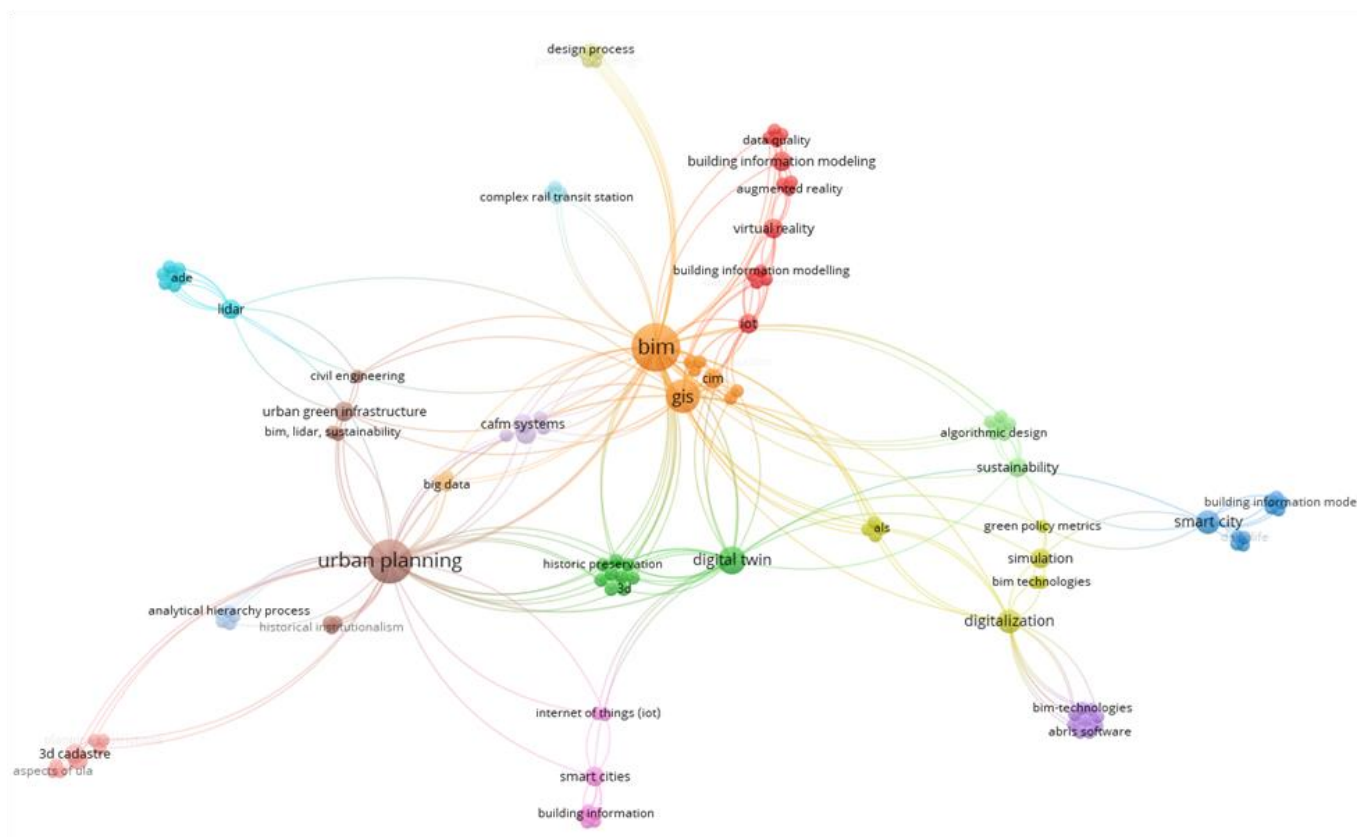 design process
data quality
building information modeling
augmented reality
complex rail transit station
virtual reality
building information modelling
ade
lidar
iot
bim
civil engineering
cim
gis
urban green infrastructure
cafm systems
bim, lidar, sustainability
algorithmic design
sustainability
big data
building information mode
smart city
als
green policy metrics
simulation
urban planning
historic preservation
digital twin
bim technologies
3d
analytical hierarchy process
historical institutionalism
digitalization
internet of things (iot)
bim-technologies
abris software
3d cadastre
aspects of tila
smart cities
building information